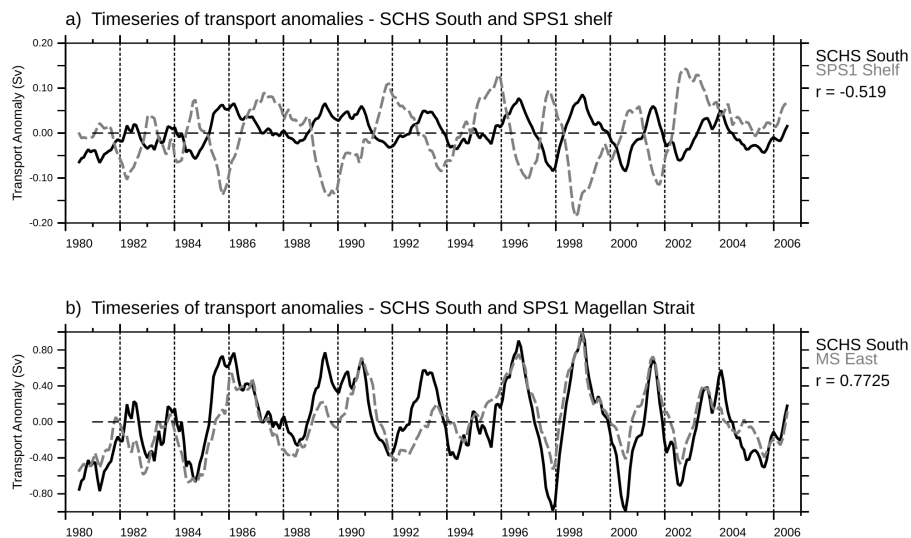 a) Timeseries of transport anomalies - SCHS South and SPS1 shelf
0.20
0.10
0.00
-0.10
-0.20
Transport Anomaly (Sv)
1980 1982 1984 1986 1988 1990 1992 1994 1996 1998 2000 2002 2004 2006
SCHS South
SPS1 Shelf
r = -0.519
b) Timeseries of transport anomalies - SCHS South and SPS1 Magellan Strait
0.80
0.40
0.00
-0.40
-0.80
Transport Anomaly (Sv)
1980 1982 1984 1986 1988 1990 1992 1994 1996 1998 2000 2002 2004 2006
SCHS South
MS East
r = 0.7725